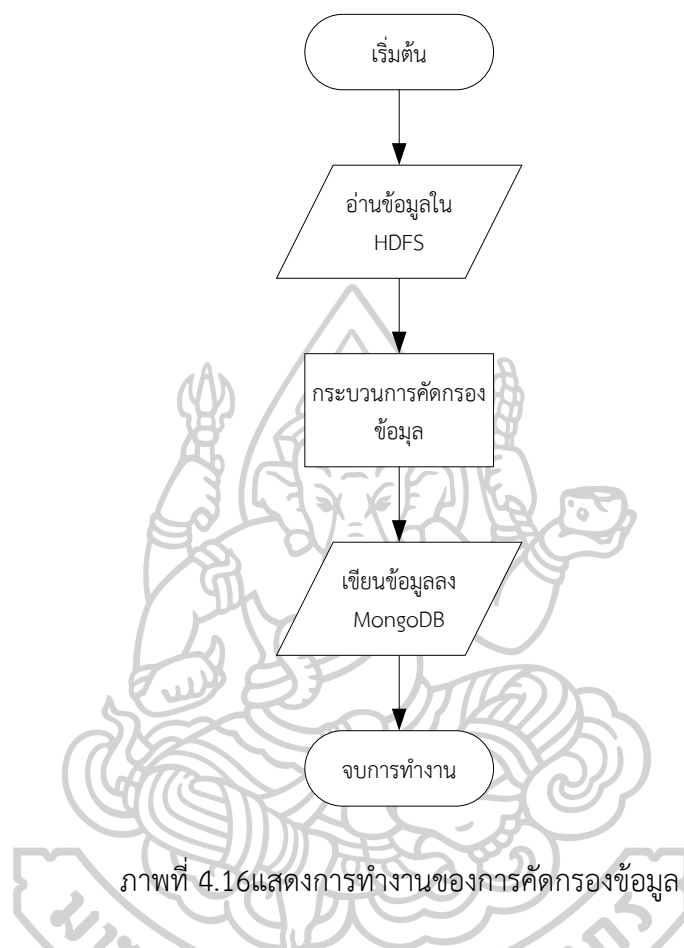 เริ่มต้น
อ่านข้อมูลใน
HDFS
กระบวนการคัดกรอง
ข้อมุล
เขียนข้อมูลลง
MongoDB
จบการทำงาน
ภาพที่ 4.16แสดงการทำงานของการคัดกรองข้อมูล